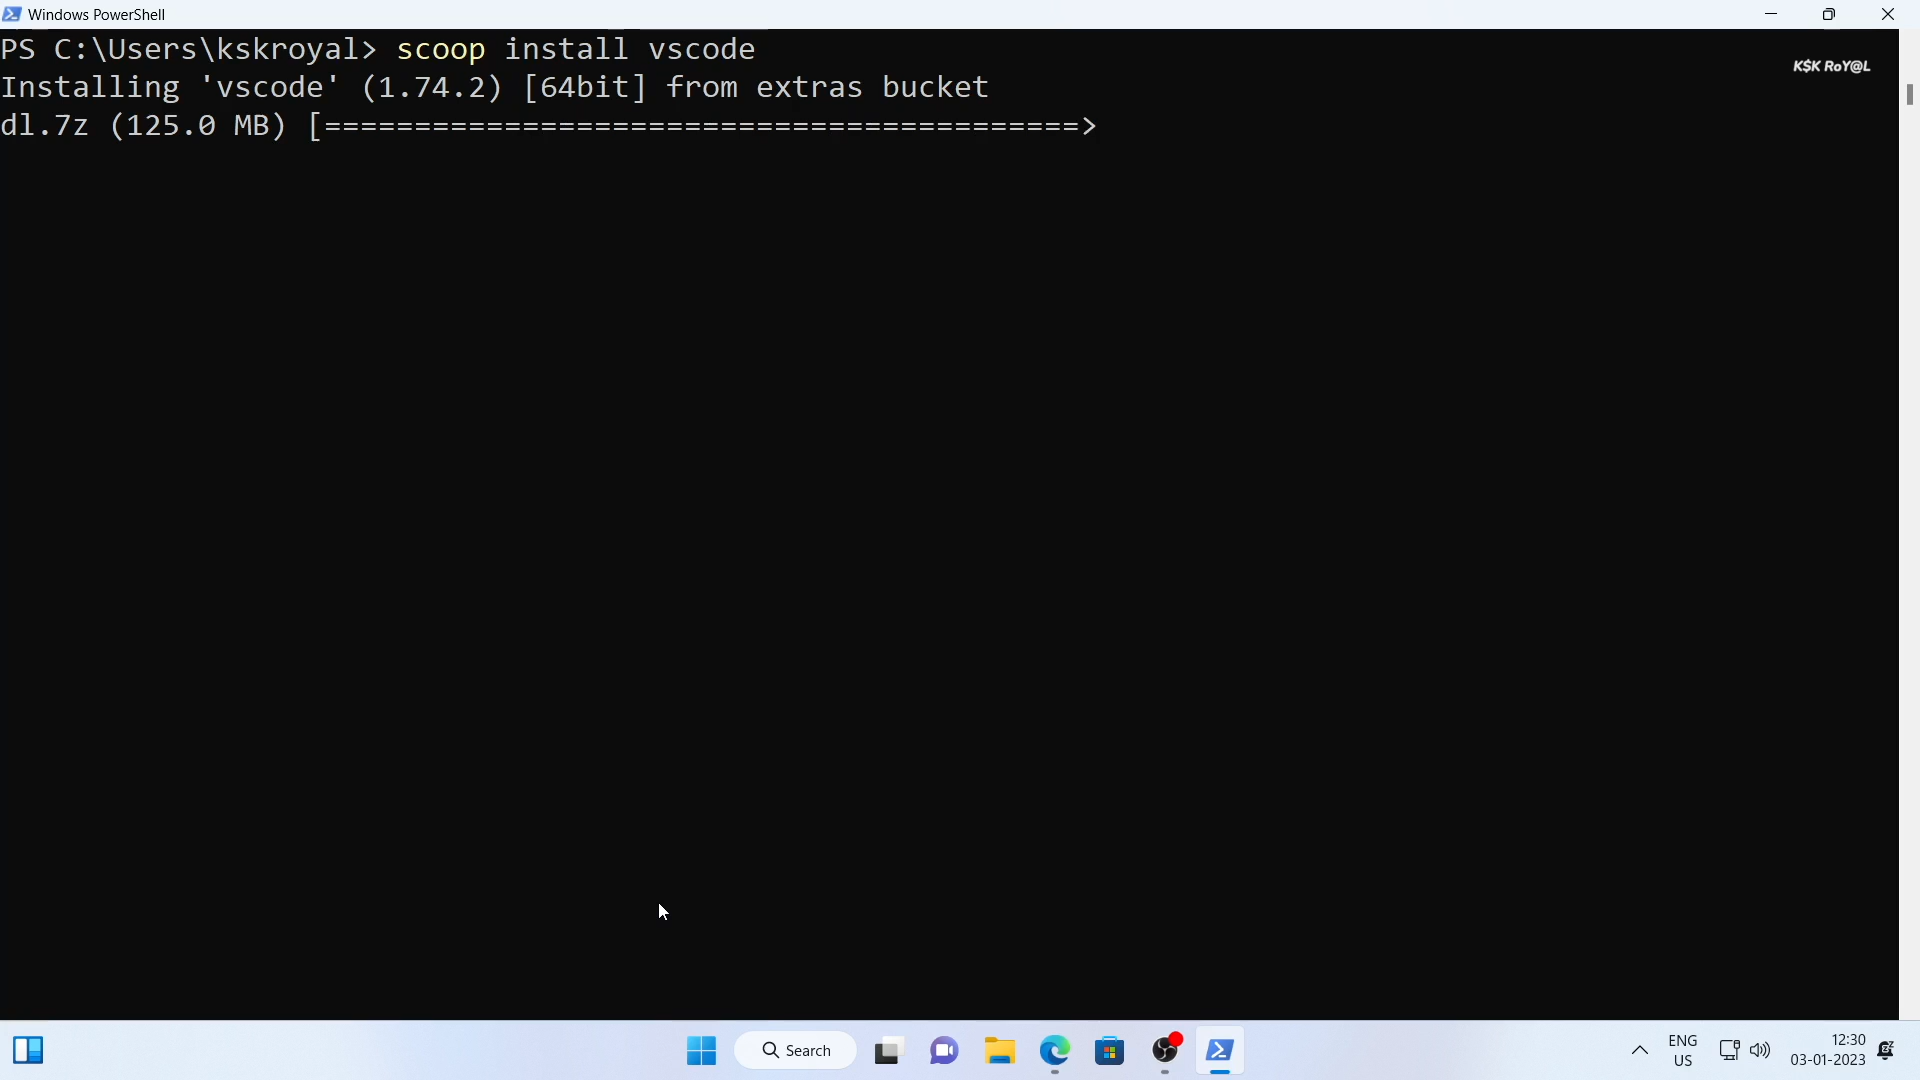 Windows PowerShell
PS C:\Users\kskroyal> scoop install vscode
K$K RoY@L
Installing 'vscode' (1.74.2) [64bit] from extras bucket
dl.7z (125.0 MB) [==========================================>
Search
ENG
US
12:30
03-01-2023